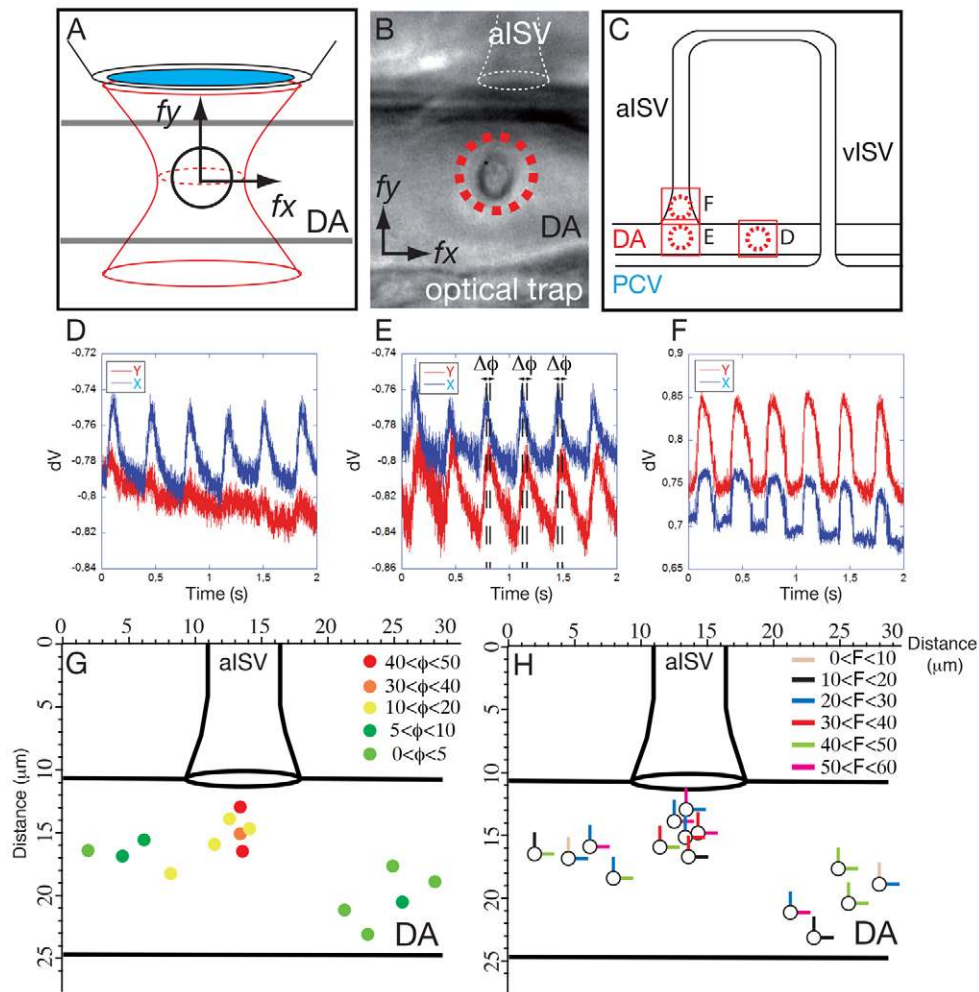 A
fy
fx
DA
B
aISV
fy
fx
DA
optical trap
C
aISV
vISV
F
DA
E
D
PCV
D
-0.72
-0.74
-0.76
-0.78
-0.8
-0.82
-0.84
dV
Y
X
0
0,5
1
1,5
2
Time (s)
E
-0.74
-0.76
-0.78
-0.8
-0.82
-0.84
-0.86
dV
Y
X
Δϕ Δϕ Δϕ
0
0,5
1
1,5
2
Time (s)
F
0,9
0.85
0.8
0.75
0.7
0,65
dV
Y
X
0
0.5
1
1.5
2
Time (s)
G
0 5 10 15 20 25 30
0
5
10
15
20
25
Distance (μm)
aISV
40<ϕ<50
30<ϕ<40
10<ϕ<20
5<ϕ<10
0<ϕ<5
DA
H
0 5 10 15 20 25 30
Distance
(μm)
0
5
10
15
20
25
aISV
0<F<10
10<F<20
20<F<30
30<F<40
40<F<50
50<F<60
DA